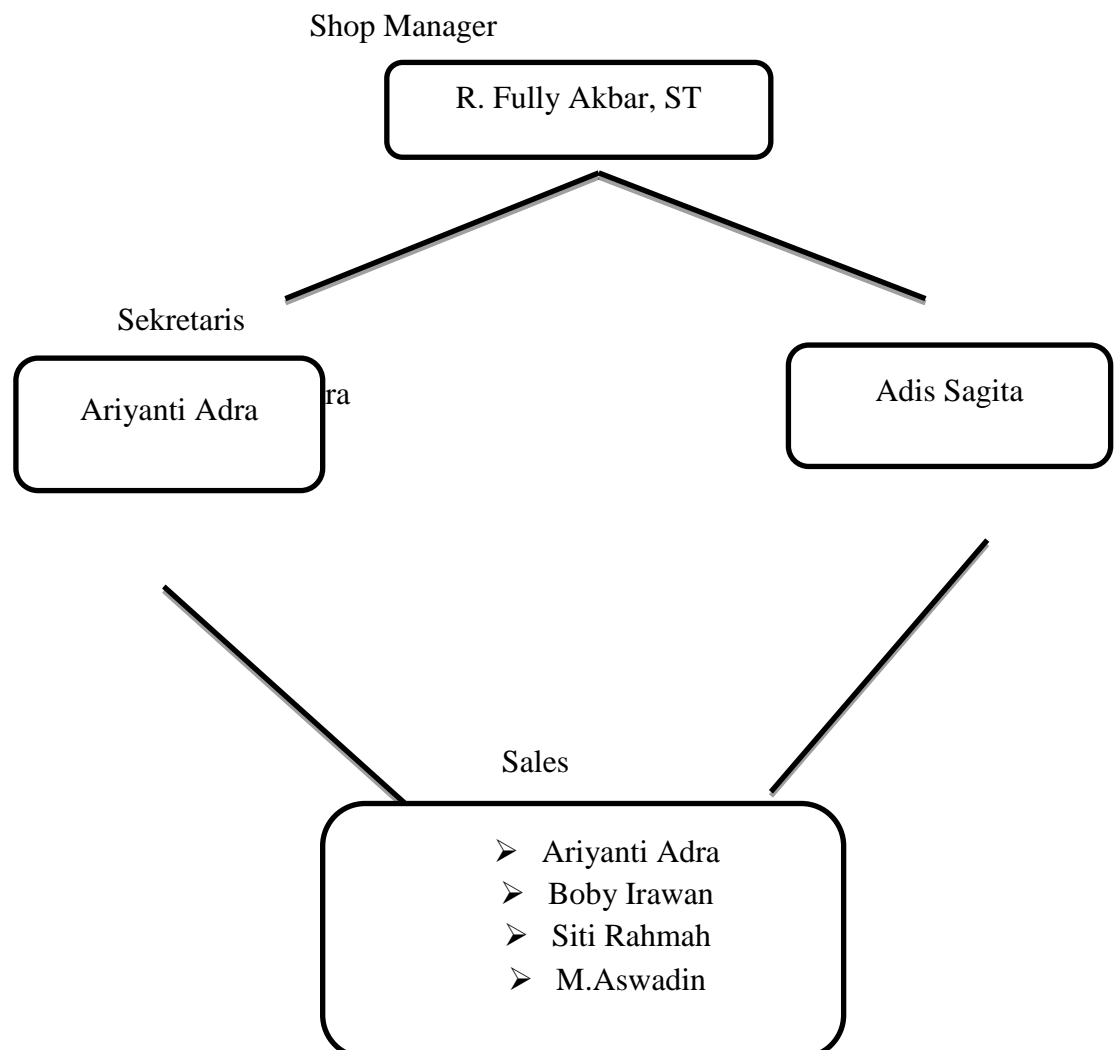 Shop Manager
R. Fully Akbar, ST
Sekretaris
Ariyanti Adra
ra
Adis Sagita
Sales
➢ Ariyanti Adra
➢ Boby Irawan
➢ Siti Rahmah
➢ M.Aswadin